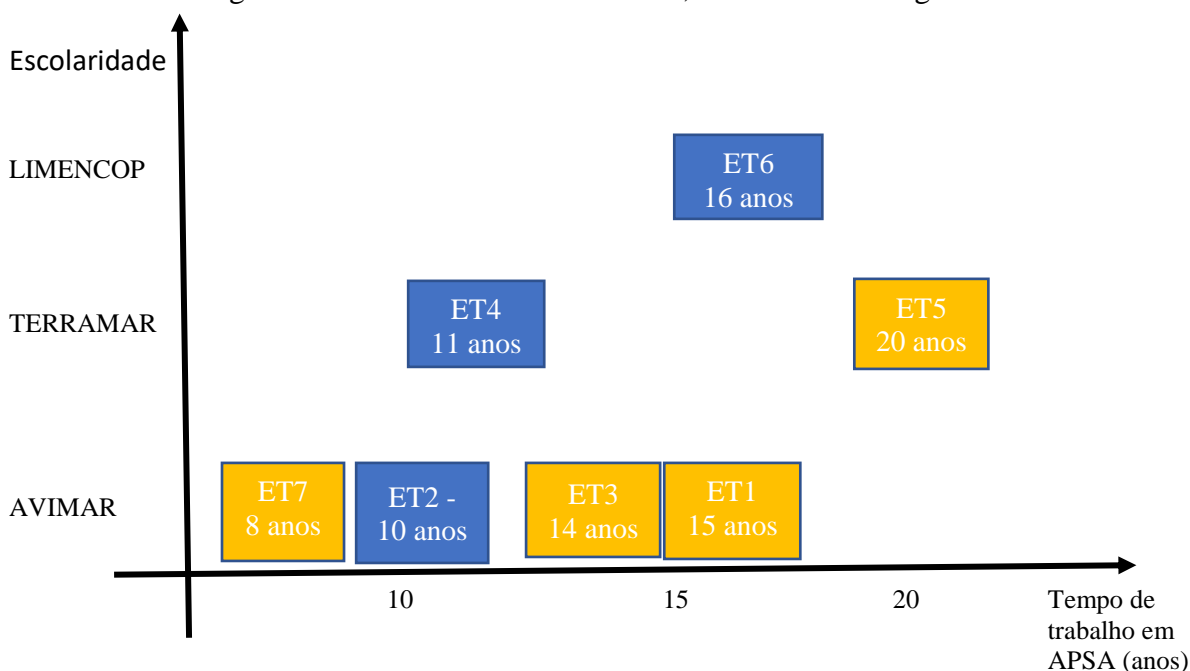 Escolaridade
LIMENCOP
ET6
16 anos
TERRAMAR
ET4
11 anos
ET5
20 anos
AVIMAR
ET7
8 anos
ET2 -
10 anos
ET3
14 anos
ET1
15 anos
10
15
20
Tempo de
trabalho em
APSA (anos)